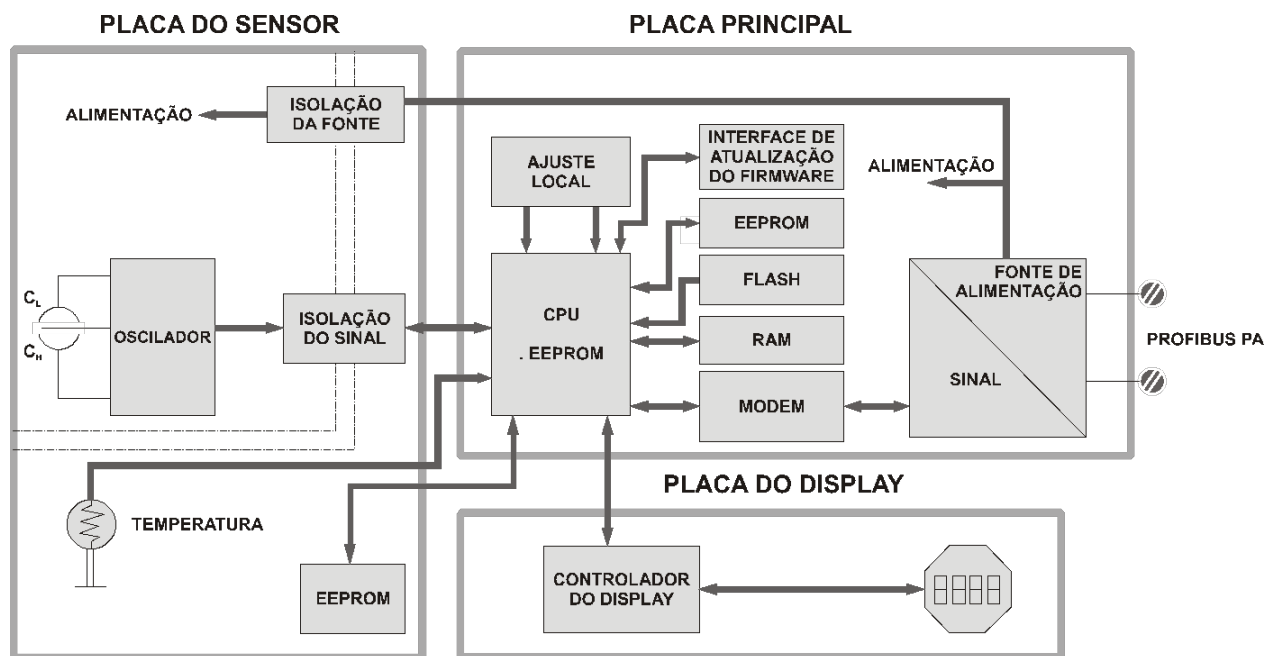 PLACA DO SENSOR
PLACA PRINCIPAL
ALIMENTAÇÃO
ISOLAÇÃO
DA FONTE
AJUSTE
LOCAL
INTERFACE DE
ATUALIZAÇÃO
DO FIRMWARE
ALIMENTAÇÃO
EEPROM
FLASH
RAM
MODEM
CPU
. EEPROM
FONTE DE
ALIMENTAÇÃO
SINAL
PROFIBUS PA
CL
CH
OSCILADOR
ISOLAÇÃO
DO SINAL
TEMPERATURA
EEPROM
PLACA DO DISPLAY
CONTROLADOR
DO DISPLAY